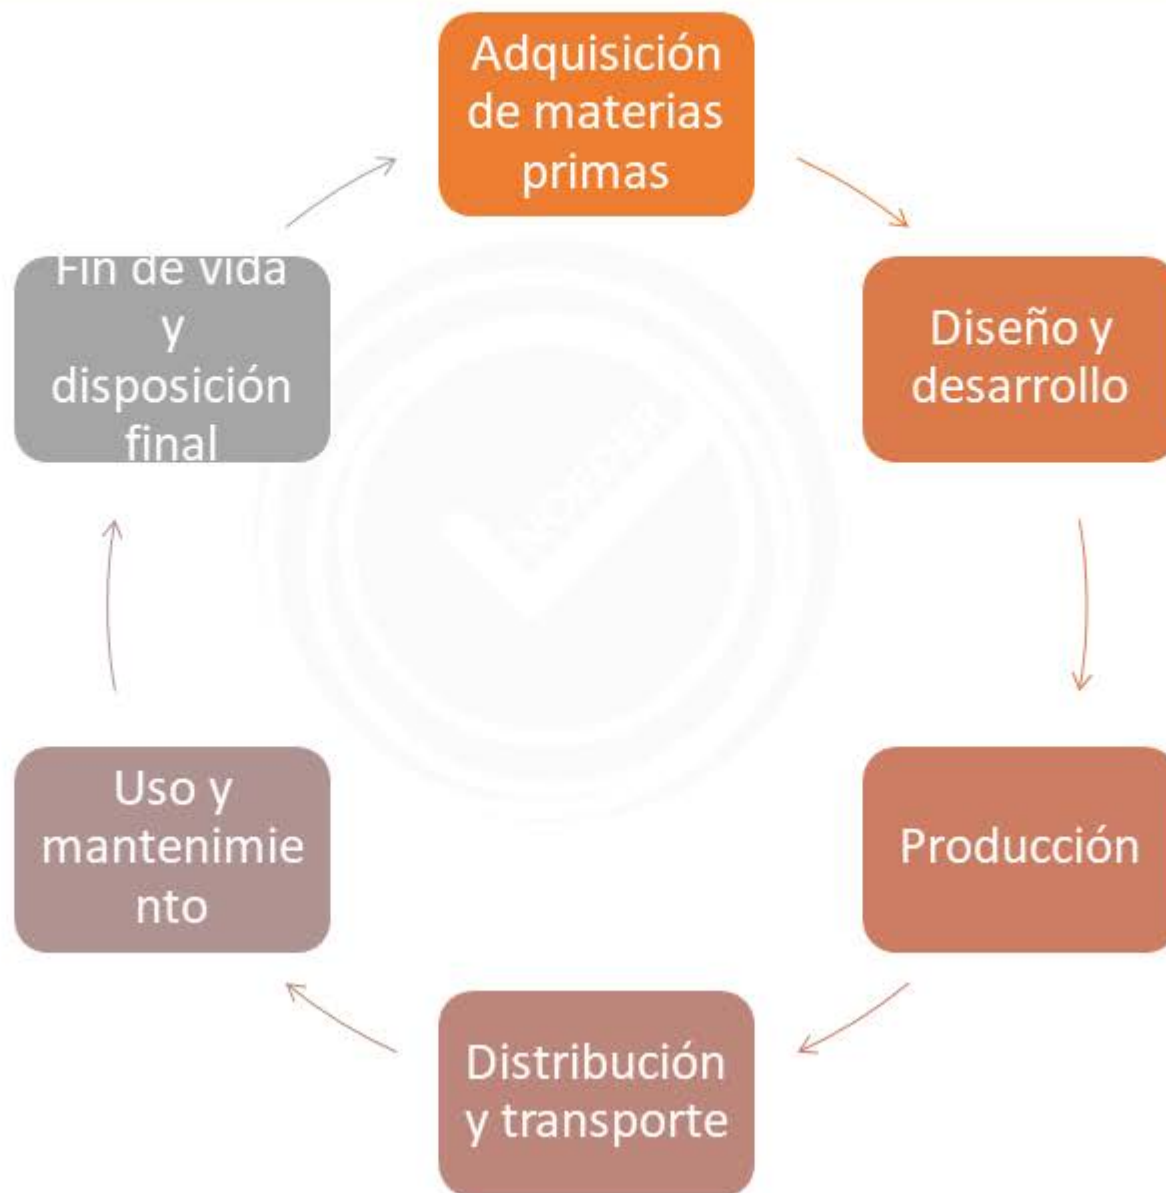 Adquisición
de materias
primas
Diseño y
desarrollo
Producción
Distribución
y transporte
Uso y
mantenimie
nto
Fin de vida
y
disposición
final